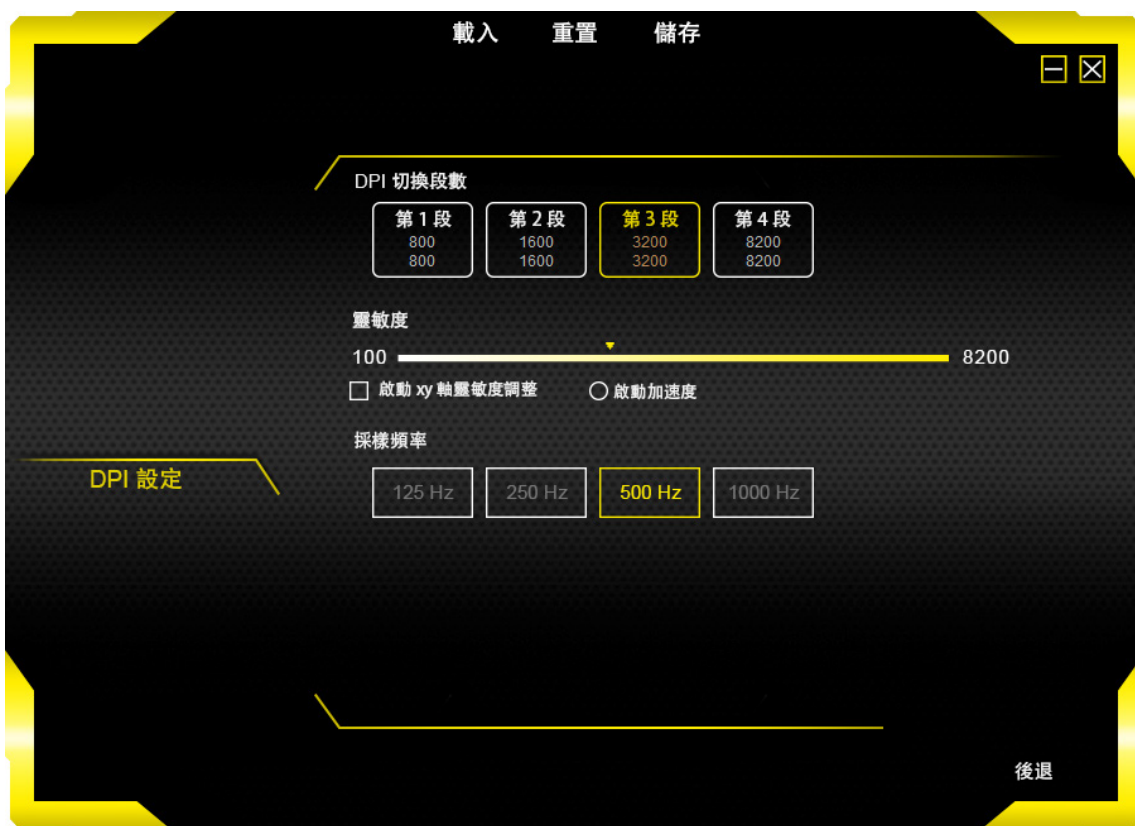 載入 重置 儲存
DPI 切換段數
第 1 段 第 2 段 第 3 段 第 4 段
800 1600 3200 8200
800 1600 3200 8200
靈敏度
100 8200
啟動 xy 軸靈敏度調整 啟動加速度
採樣頻率
DPI 設定
125 Hz 250 Hz 500 Hz 1000 Hz
後退